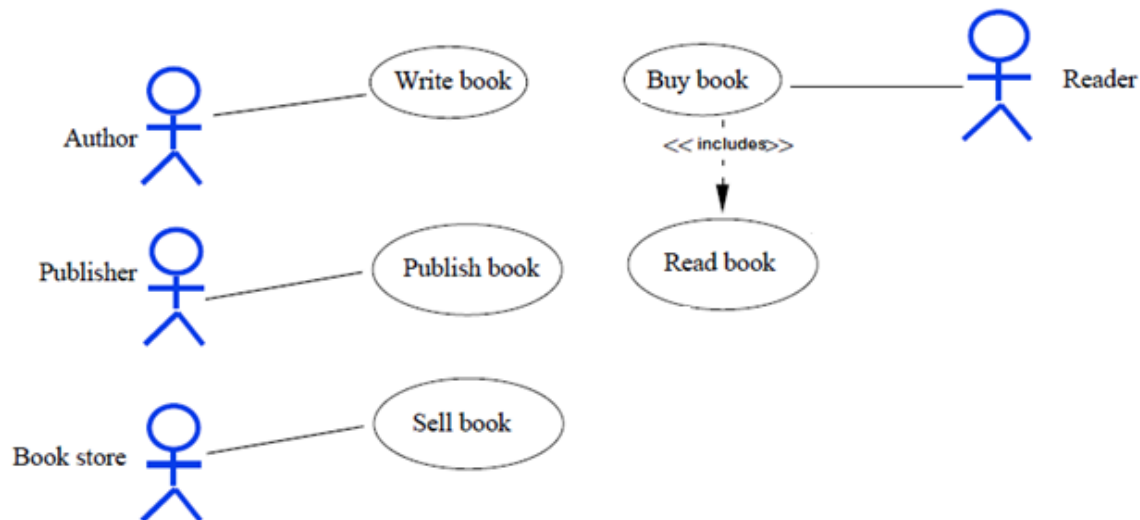 Write book
Buy book
Reader
Author
<< includes>>
Publisher
Publish book
Read book
Sell book
Book store